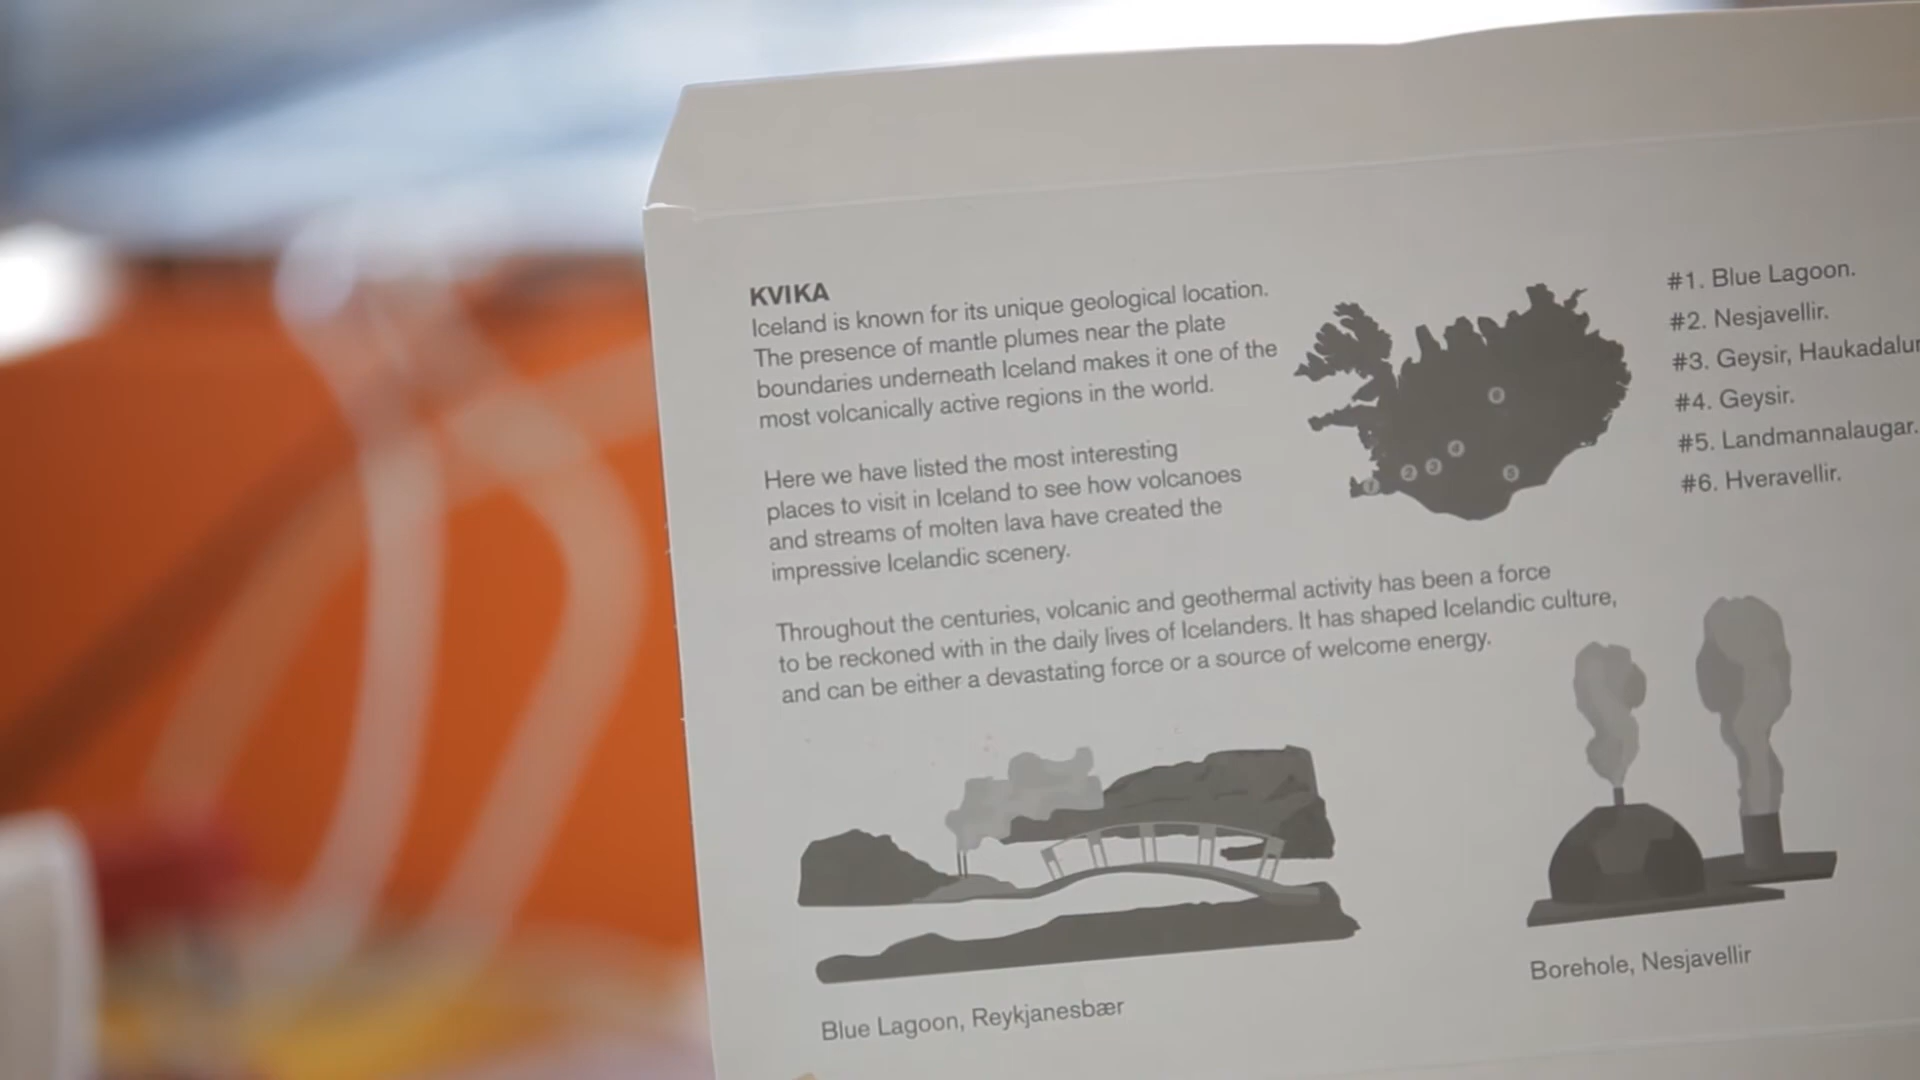 KVIKA
Iceland is known for its unique geological location.
The presence of mantle plumes near the plate
boundaries underneath Iceland makes it one of the
most volcanically active regions in the world.
Here we have listed the most interesting
places to visit in Iceland to see how volcanoes
and streams of molten lava have created the
impressive Icelandic scenery.
Throughout the centuries, volcanic and geothermal activity has been a force
to be reckoned with in the daily lives of Icelanders. It has shaped Icelandic culture,
and can be either a devastating force or a source of welcome energy.
6
4
2 3 5
1
#1. Blue Lagoon.
#2. Nesjavellir.
#3. Geysir, Haukadalur
#4. Geysir.
#5. Landmannalaugar.
#6. Hveravellir.
Blue Lagoon, Reykjanesbær
Borehole, Nesjavellir